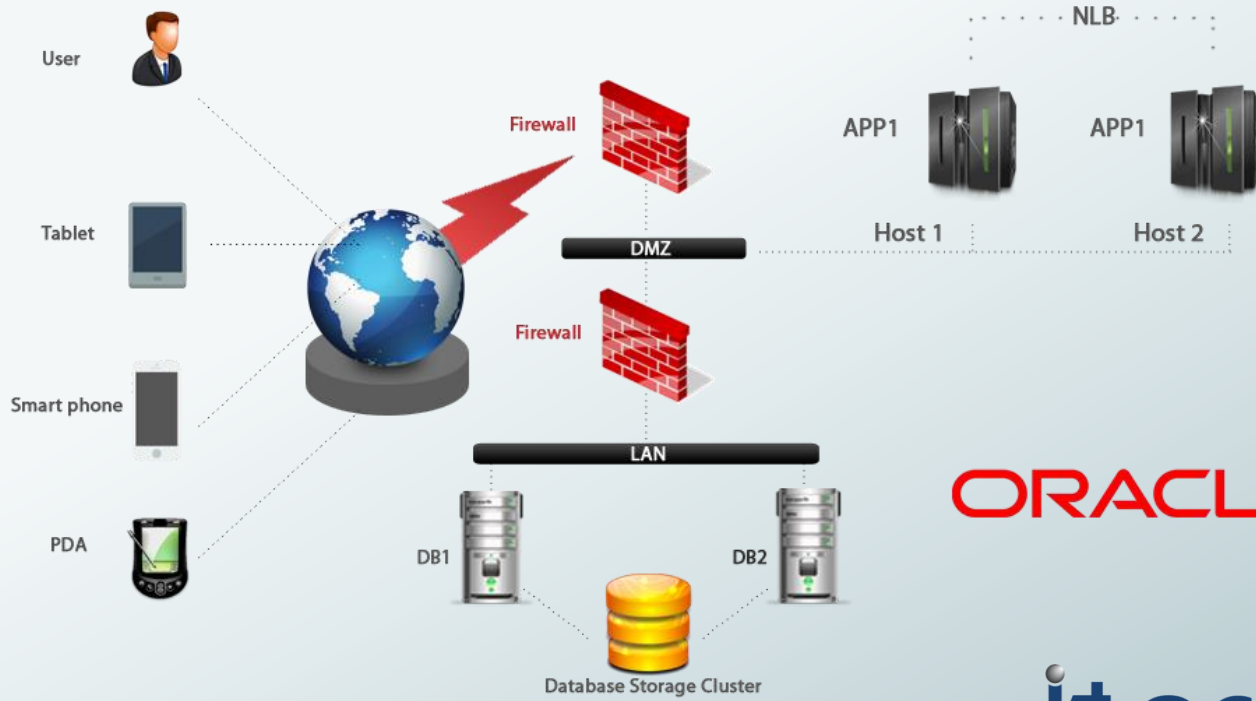 User
Tablet
Smart phone
PDA
Firewall
DMZ
Firewall
LAN
DB1
DB2
Database Storage Cluster
NLB
APP1
APP1
Host 1
Host 2
ORACL